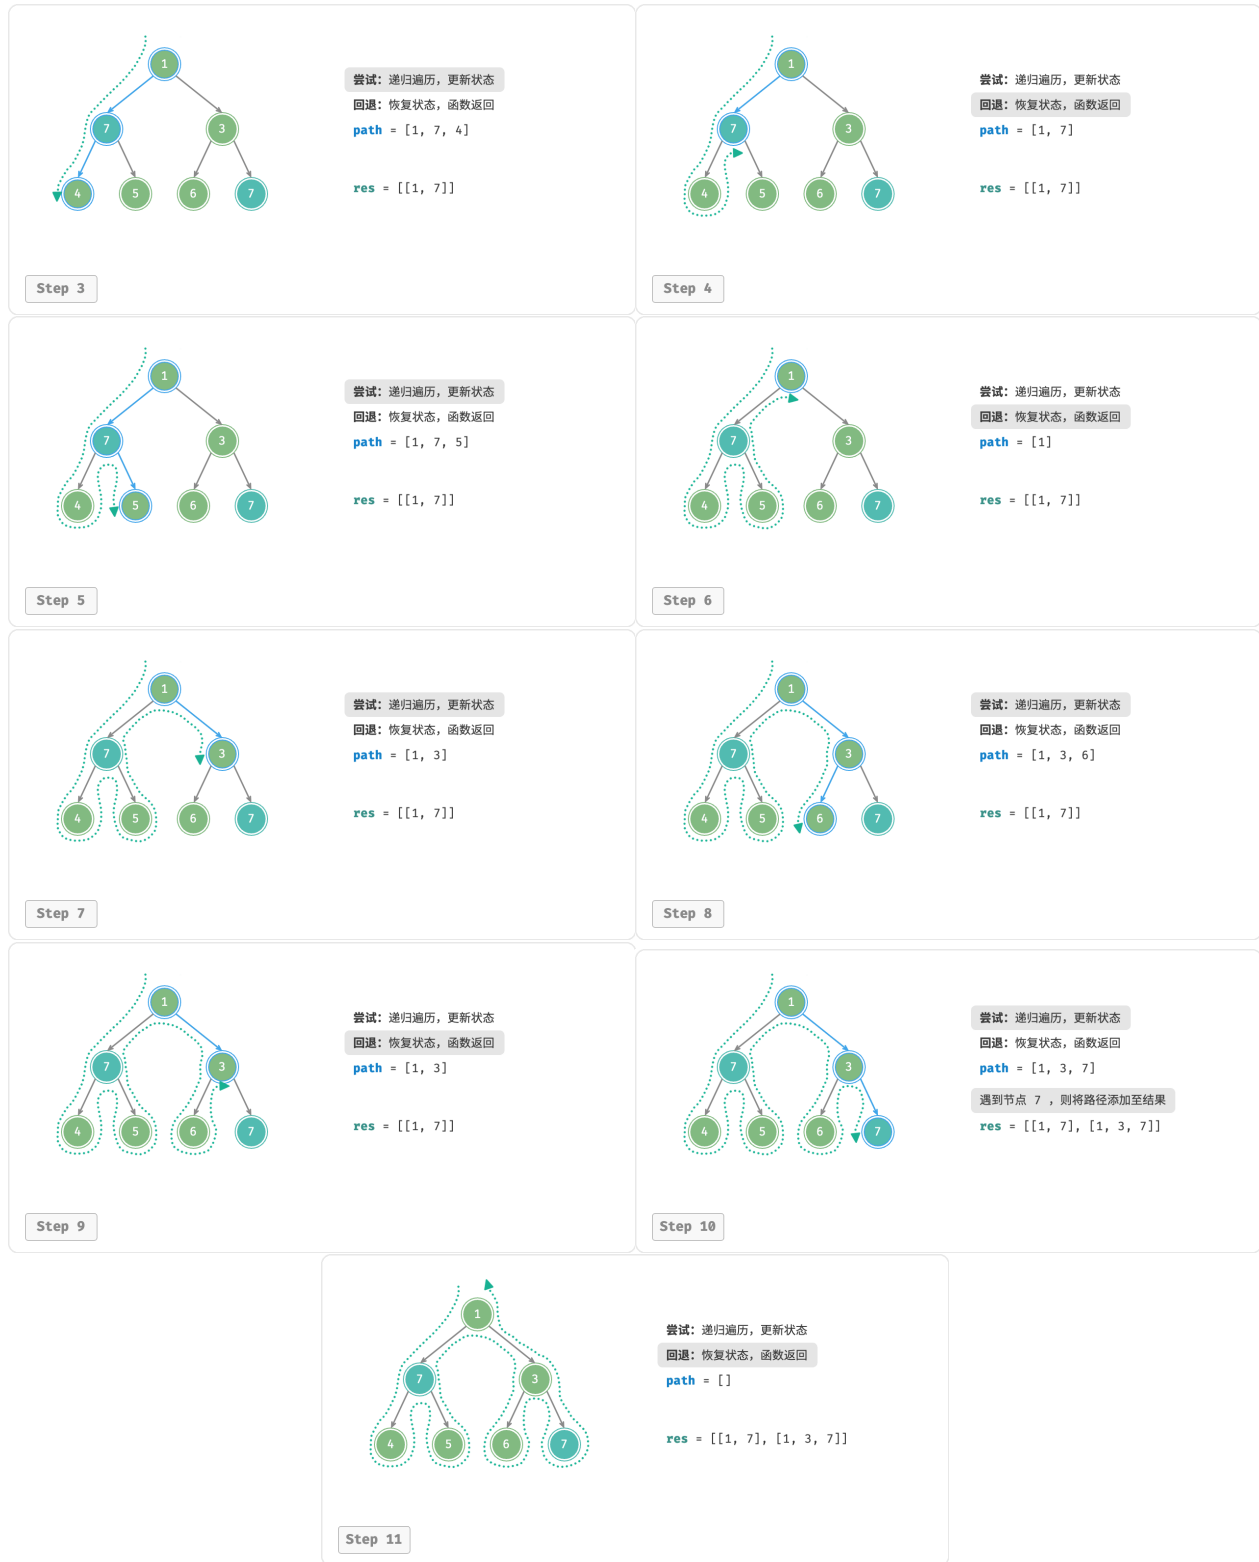 1
7
3
4
5
6
7
尝试：递归遍历，更新状态
回退：恢复状态，函数返回
path = [1, 7, 4]
res = [[1, 7]]
Step 3
1
7
3
4
5
6
7
尝试：递归遍历，更新状态
回退：恢复状态，函数返回
path = [1, 7]
res = [[1, 7]]
Step 4
1
7
3
4
5
6
7
尝试：递归遍历，更新状态
回退：恢复状态，函数返回
path = [1, 7, 5]
res = [[1, 7]]
Step 5
1
7
3
4
5
6
7
尝试：递归遍历，更新状态
回退：恢复状态，函数返回
path = [1]
res = [[1, 7]]
Step 6
1
7
3
4
5
6
7
尝试：递归遍历，更新状态
回退：恢复状态，函数返回
path = [1, 3]
res = [[1, 7]]
Step 7
1
7
3
4
5
6
7
尝试：递归遍历，更新状态
回退：恢复状态，函数返回
path = [1, 3, 6]
res = [[1, 7]]
Step 8
1
7
3
4
5
6
7
尝试：递归遍历，更新状态
回退：恢复状态，函数返回
path = [1, 3]
res = [[1, 7]]
Step 9
1
7
3
4
5
6
7
尝试：递归遍历，更新状态
回退：恢复状态，函数返回
path = [1, 3, 7]
遇到节点 7 ，则将路径添加至结果
res = [[1, 7], [1, 3, 7]]
Step 10
1
7
3
4
5
6
7
尝试：递归遍历，更新状态
回退：恢复状态，函数返回
path = []
res = [[1, 7], [1, 3, 7]]
Step 11